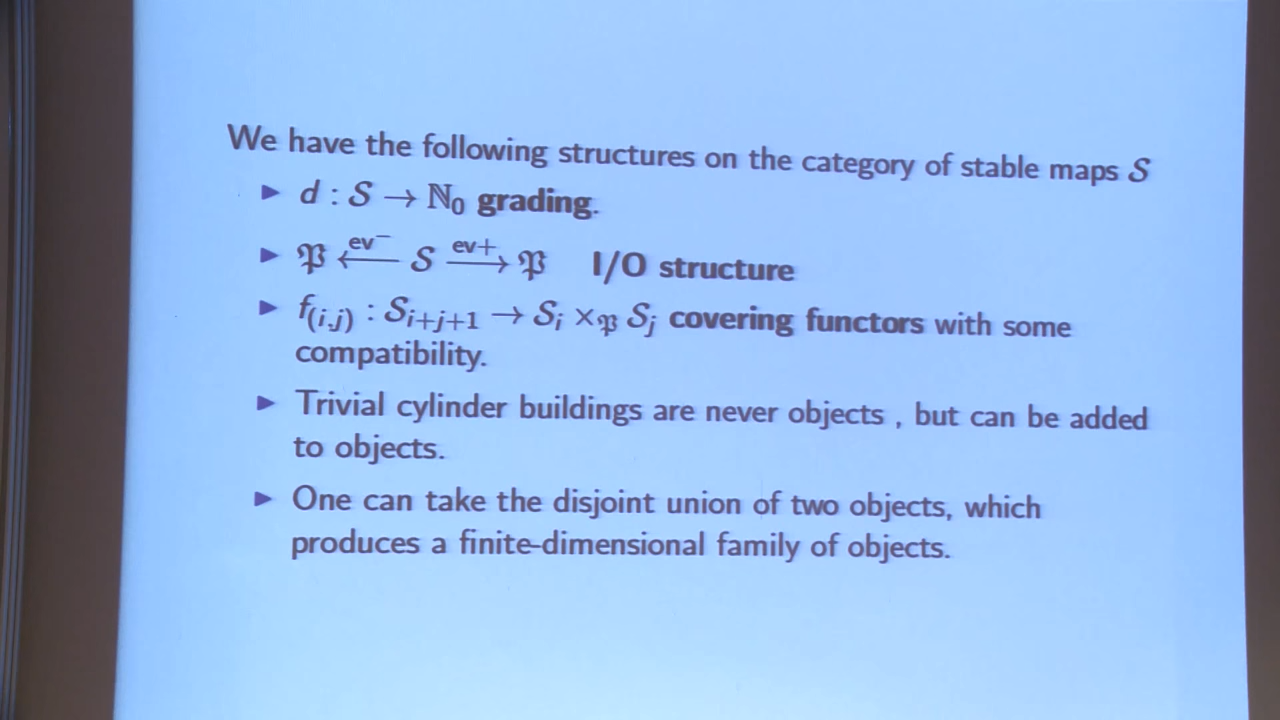 We have the following structures on the category of stable maps 𝒮
▶ d : 𝒮 → ℕ₀ grading.
▶ 𝔓 ←ev⁻ 𝒮 ev+→ 𝔓 I/O structure
▶ f₍ᵢ,ⱼ₎ : 𝒮ᵢ₊ⱼ₊₁ → 𝒮ᵢ ×_𝔓 𝒮ⱼ covering functors with some
compatibility.
▶ Trivial cylinder buildings are never objects , but can be added
to objects.
▶ One can take the disjoint union of two objects, which
produces a finite-dimensional family of objects.